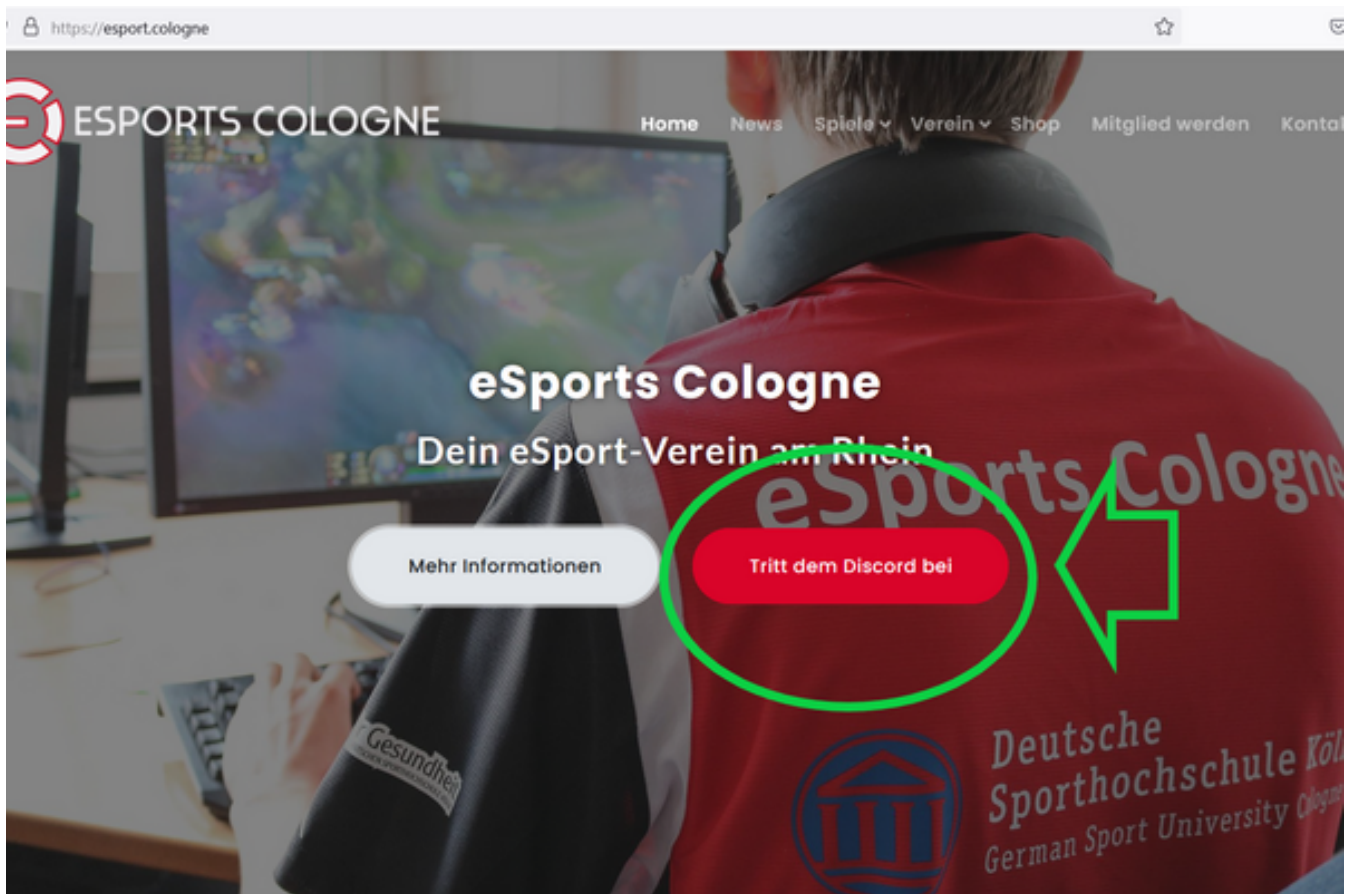 https://esport.cologne
ESPORTS COLOGNE
Home News Spiele Verein Shop Mitglied werden
eSports Cologne
Dein eSport-Verein am Rhein
eSports Cologne
Mehr Informationen
Tritt dem Discord bei
Gesundheit
Deutsche
Sporthochschule
German Sport University